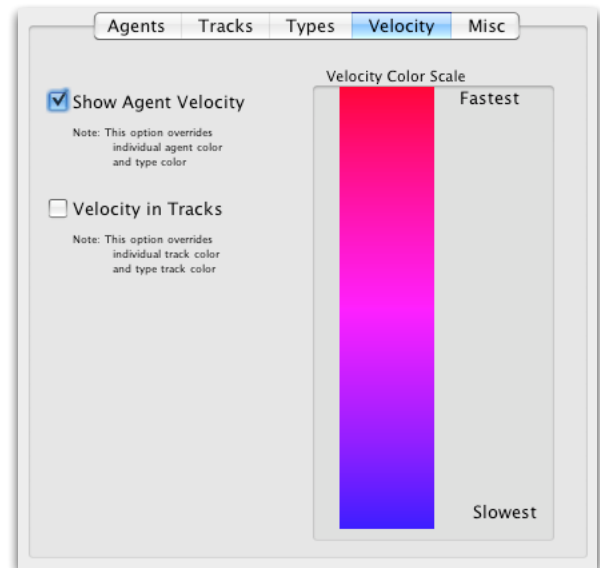 Agents Tracks Types Velocity Misc
Show Agent Velocity
Note: This option overrides
individual agent color
and type color
Velocity in Tracks
Note: This option overrides
individual track color
and type track color
Velocity Color Scale
Fastest
Slowest